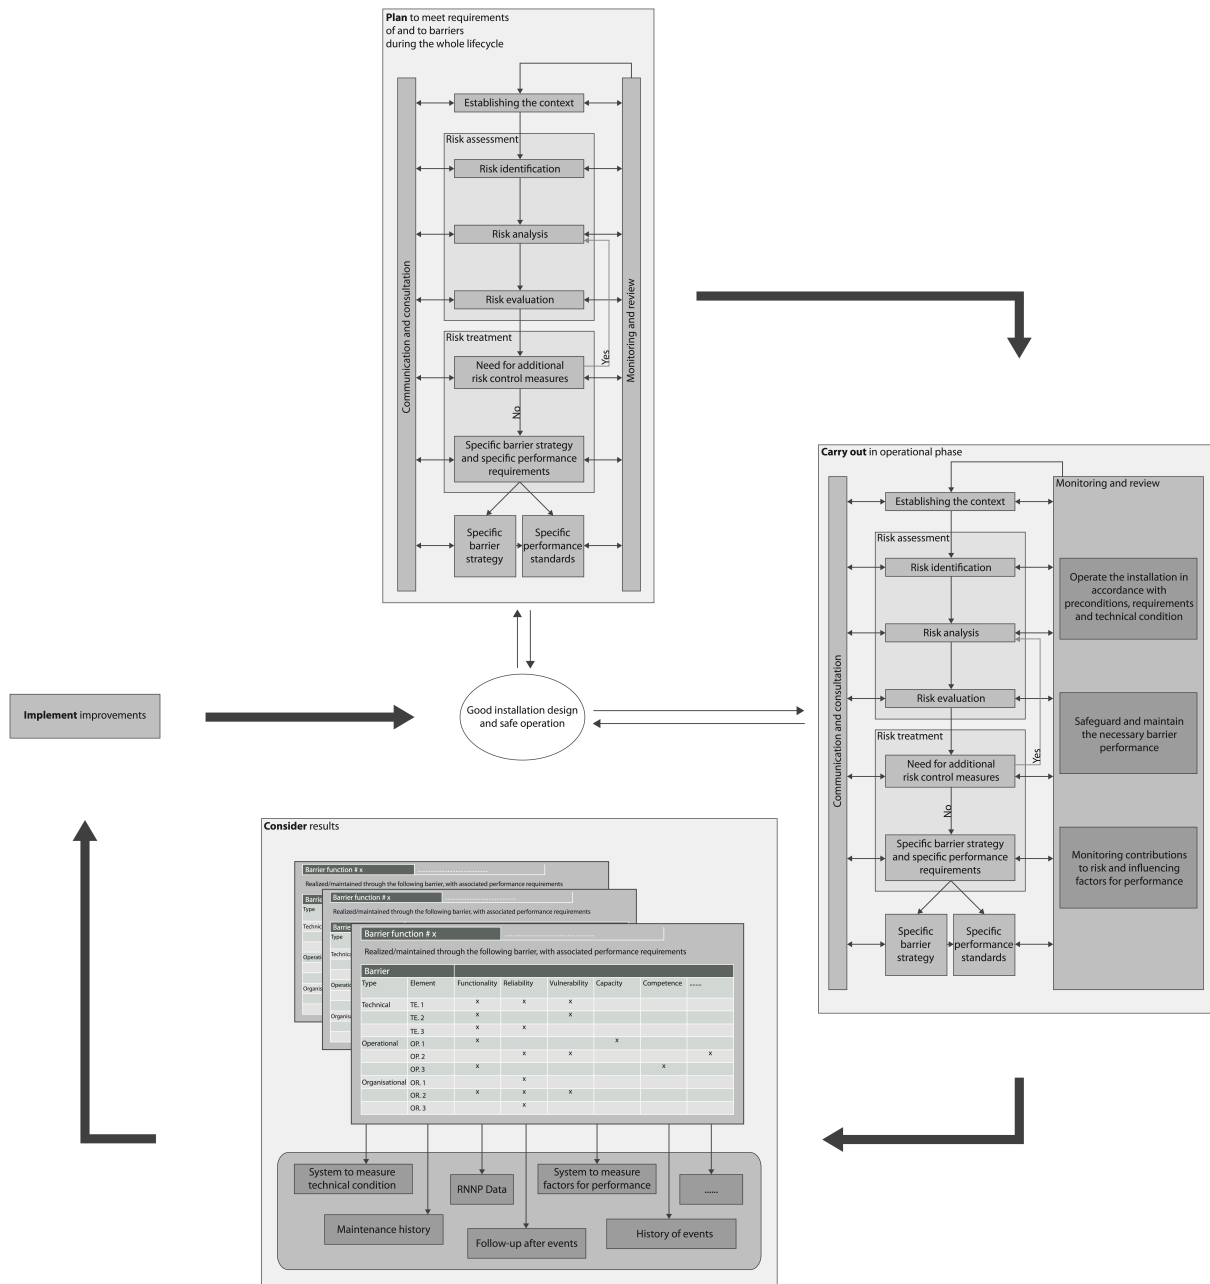 Plan to meet requirements
of and to barriers
during the whole lifecycle
Communication and consultation
Monitoring and review
Establishing the context
Risk assessment
Risk identification
Risk analysis
Risk evaluation
Risk treatment
Need for additional
risk control measures
Yes
No
Specific barrier strategy
and specific performance
requirements
Specific
barrier
strategy
Specific
performance
standards
Carry out in operational phase
Communication and consultation
Monitoring and review
Establishing the context
Risk assessment
Risk identification
Risk analysis
Risk evaluation
Risk treatment
Need for additional
risk control measures
Yes
No
Specific barrier strategy
and specific performance
requirements
Specific
barrier
strategy
Specific
performance
standards
Operate the installation in
accordance with
preconditions, requirements
and technical condition
Safeguard and maintain
the necessary barrier
performance
Monitoring contributions
to risk and influencing
factors for performance
Implement improvements
Good installation design
and safe operation
Consider results
Barrier function # x
Realized/maintained through the following barrier, with associated performance requirements
Barrie
Type
Technic
Operati
Organis
Barrier function # x
Realized/maintained through the following barrier, with associated performance requirements
Barrie
Type
Technica
Operatio
Organisa
Barrier function # x
Realized/maintained through the following barrier, with associated performance requirements
Barrier
Type Element Functionality Reliability Vulnerability Capacity Competence ......
Technical TE. 1 x x x
TE. 2 x x
TE. 3 x x
Operational OP. 1 x x
OP. 2 x x x
OP. 3 x x
Organisational OR. 1 x
OR. 2 x x x
OR. 3 x
System to measure
technical condition
Maintenance history
RNNP Data
Follow-up after events
System to measure
factors for performance
History of events
......